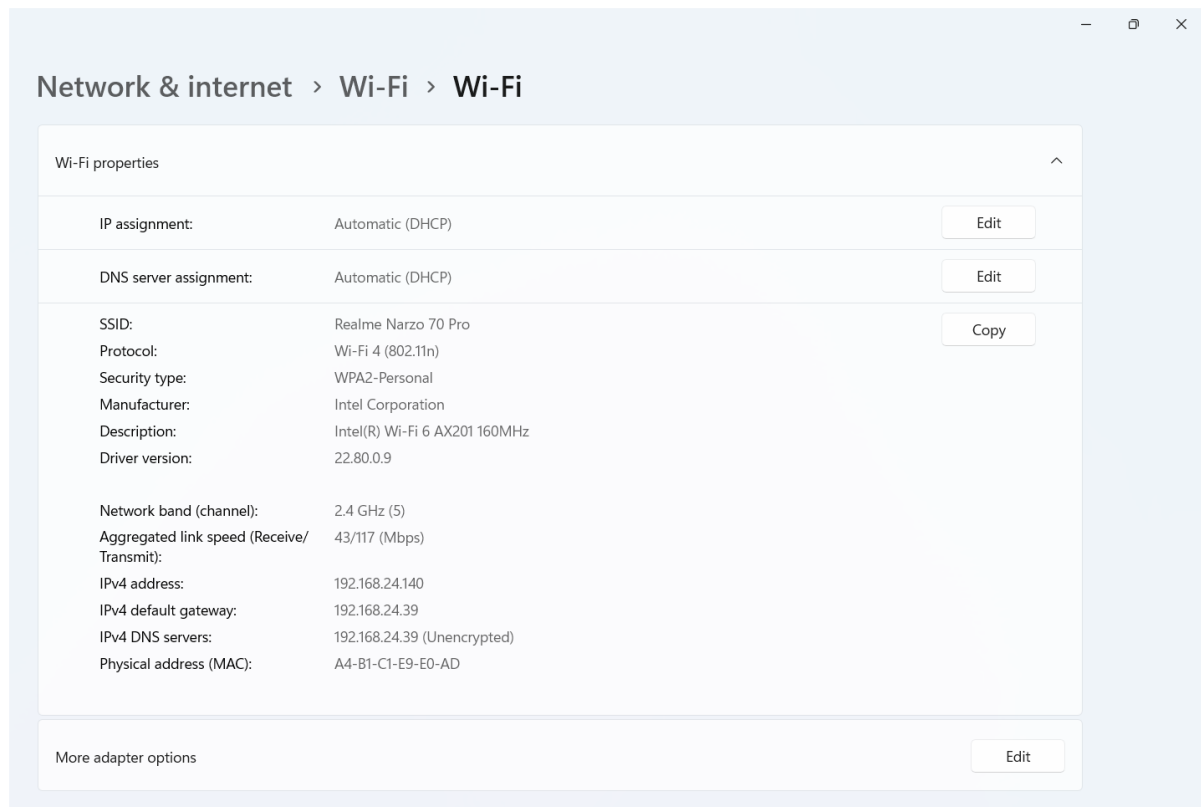 Network & internet > Wi-Fi > Wi-Fi
Wi-Fi properties
IP assignment: Automatic (DHCP) Edit
DNS server assignment: Automatic (DHCP) Edit
SSID: Realme Narzo 70 Pro Copy
Protocol: Wi-Fi 4 (802.11n)
Security type: WPA2-Personal
Manufacturer: Intel Corporation
Description: Intel(R) Wi-Fi 6 AX201 160MHz
Driver version: 22.80.0.9
Network band (channel): 2.4 GHz (5)
Aggregated link speed (Receive/ 43/117 (Mbps)
Transmit):
IPv4 address: 192.168.24.140
IPv4 default gateway: 192.168.24.39
IPv4 DNS servers: 192.168.24.39 (Unencrypted)
Physical address (MAC): A4-B1-C1-E9-E0-AD
More adapter options Edit